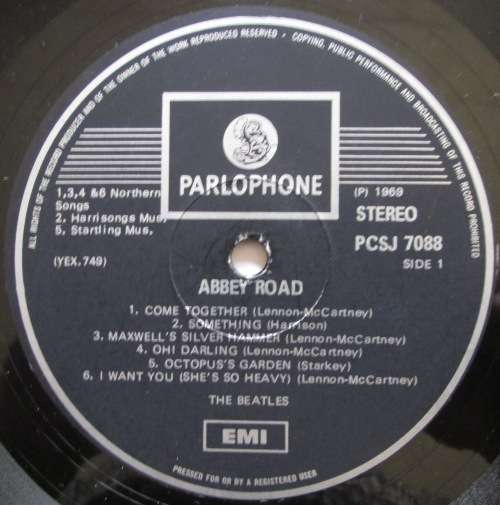 ALL RIGHTS OF THE RECORD PRODUCER AND OF THE OWNER OF THE WORK REPRODUCED RESERVED • COPYING, PUBLIC PERFORMANCE AND BROADCASTING OF THIS RECORD PROHIBITED
PARLOPHONE
1,3,4 &6 Northern
Songs
2. Harrisongs Mus.
5. Startling Mus.
(YEX.749)
(P) 1969
STEREO
PCSJ 7088
SIDE 1
ABBEY ROAD
1. COME TOGETHER (Lennon-McCartney)
2. SOMETHING (Harrison)
3. MAXWELL'S SILVER HAMMER (Lennon-McCartney)
4. OH! DARLING (Lennon-McCartney)
5. OCTOPUS'S GARDEN (Starkey)
6. I WANT YOU (SHE'S SO HEAVY) (Lennon-McCartney)
THE BEATLES
EMI
PRESSED FOR OR BY A REGISTERED USER